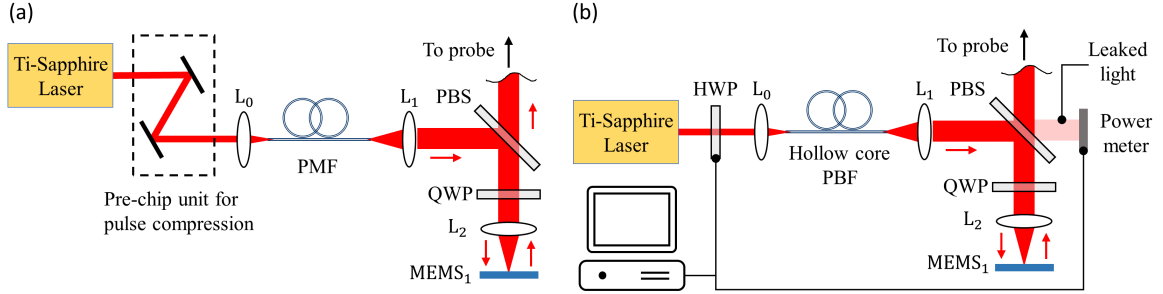 (a)
Ti-Sapphire
Laser
Pre-chip unit for
pulse compression
L₀
PMF
L₁
To probe
PBS
QWP
L₂
MEMS₁
(b)
Ti-Sapphire
Laser
HWP
L₀
Hollow core
PBF
L₁
To probe
PBS
Leaked
light
Power
meter
QWP
L₂
MEMS₁